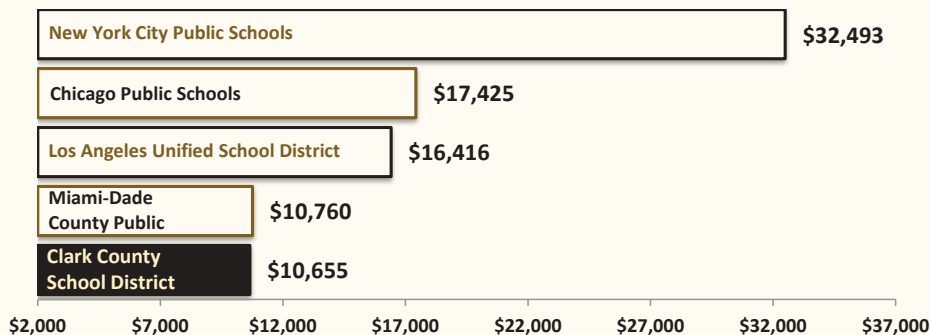 New York City Public Schools
$32,493
Chicago Public Schools
$17,425
Los Angeles Unified School District
$16,416
Miami-Dade
County Public
$10,760
Clark County
School District
$10,655
$2,000 $7,000 $12,000 $17,000 $22,000 $27,000 $32,000 $37,000